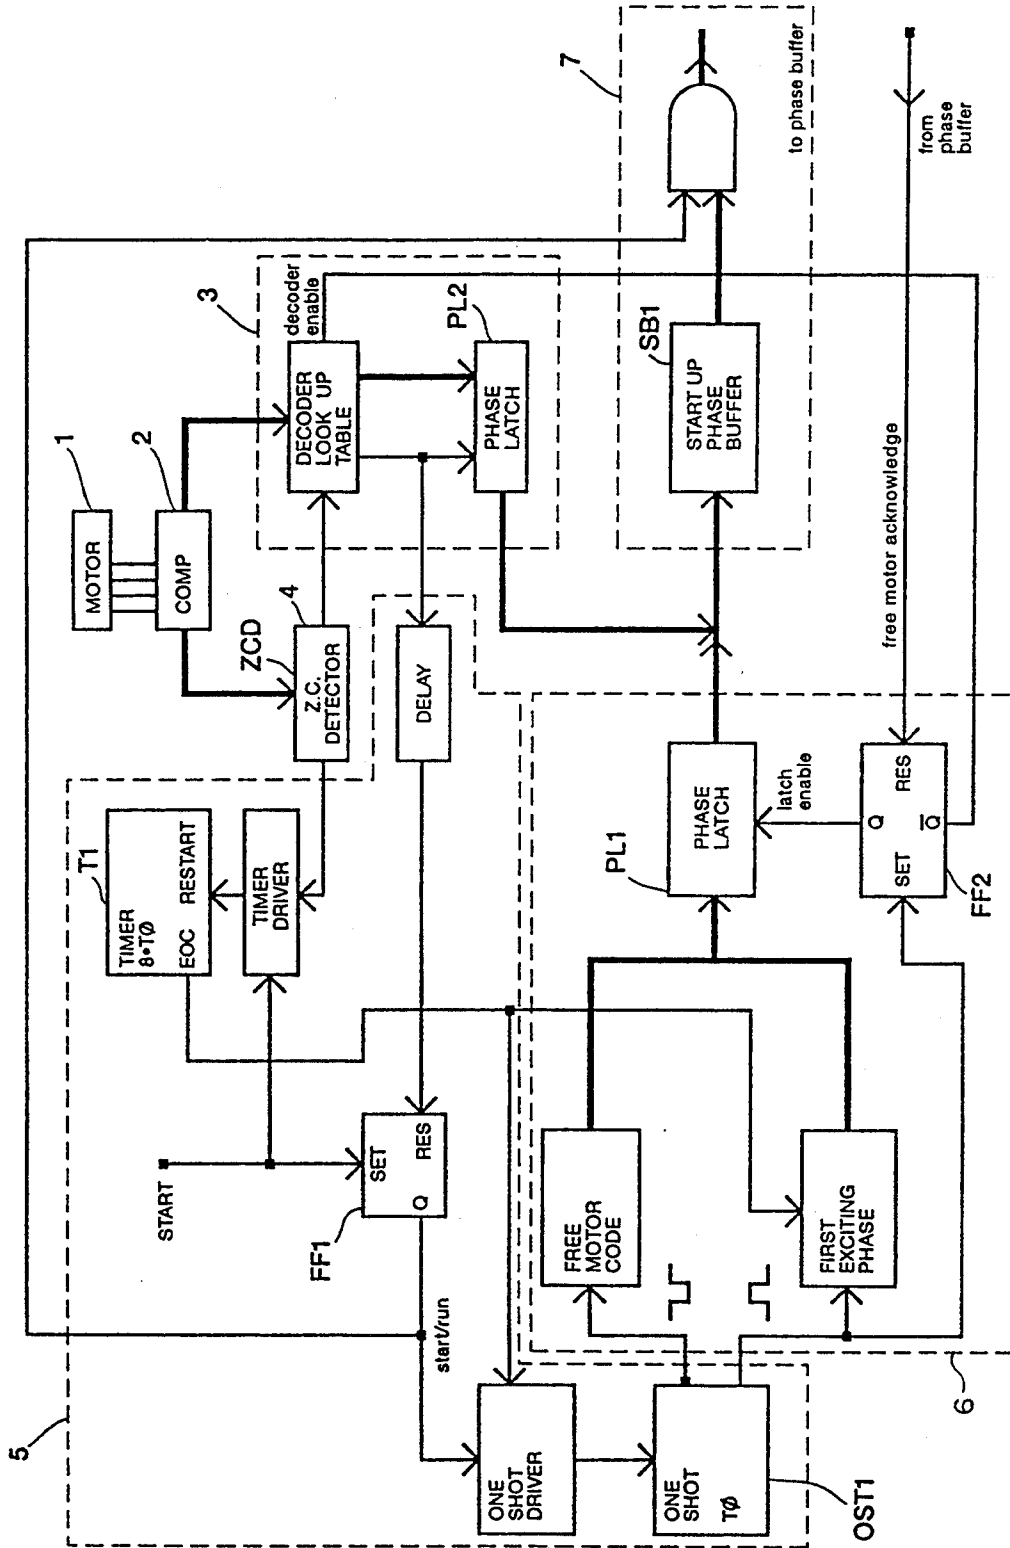 5
START
FF1
SET
Q
RES
start/run
TIMER
8•TØ
EOC
RESTART
T1
TIMER
DRIVER
1
MOTOR
2
COMP
ZCD
4
Z.C.
DETECTOR
3
DECODER
LOOK UP
TABLE
decoder
enable
PL2
PHASE
LATCH
DELAY
ONE
SHOT
DRIVER
ONE
SHOT
TØ
OST1
6
FREE
MOTOR
CODE
FIRST
EXCITING
PHASE
PL1
PHASE
LATCH
latch
enable
SET
Q
Q
RES
FF2
7
SB1
START UP
PHASE
BUFFER
to phase buffer
free motor acknowledge
from
phase
buffer